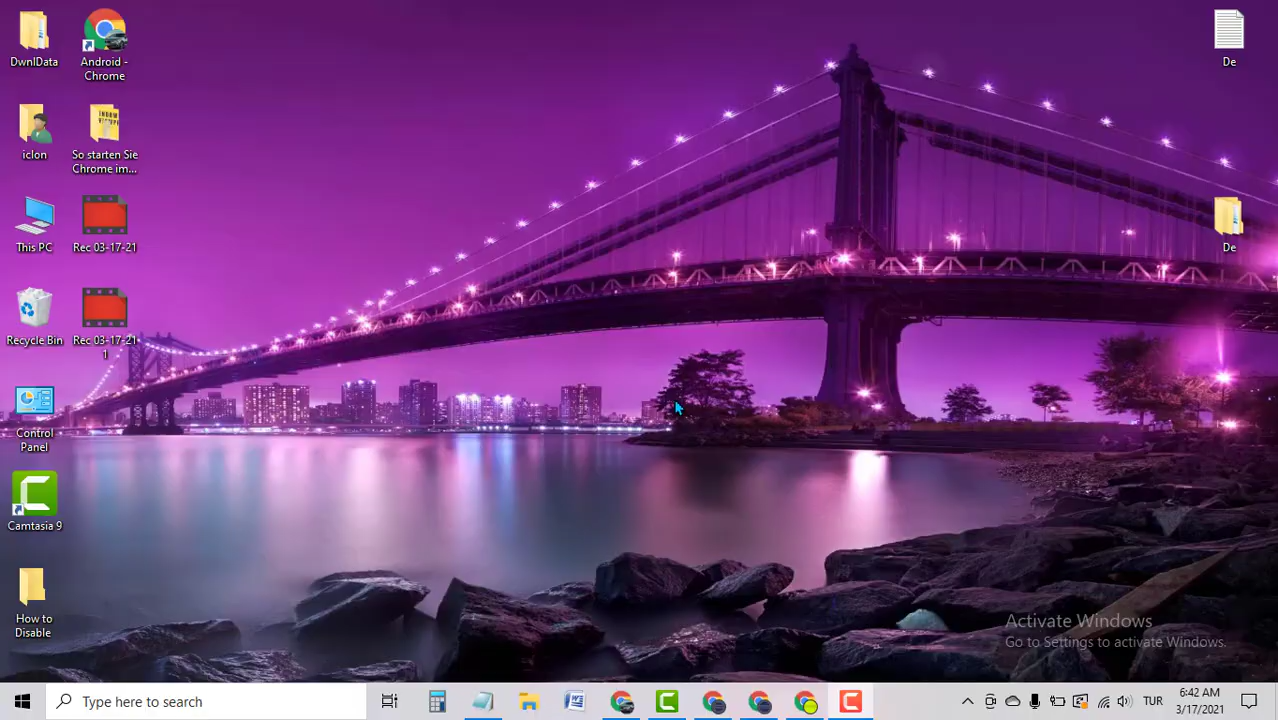 DwnlData
Android -
Chrome
De
iclon
So starten Sie
Chrome im...
This PC
Rec 03-17-21
De
Recycle Bin
Rec 03-17-21
1
Control
Panel
Camtasia 9
How to
Disable
Activate Windows
Go to Settings to activate Windows.
Type here to search
TUR
6:42 AM
3/17/2021